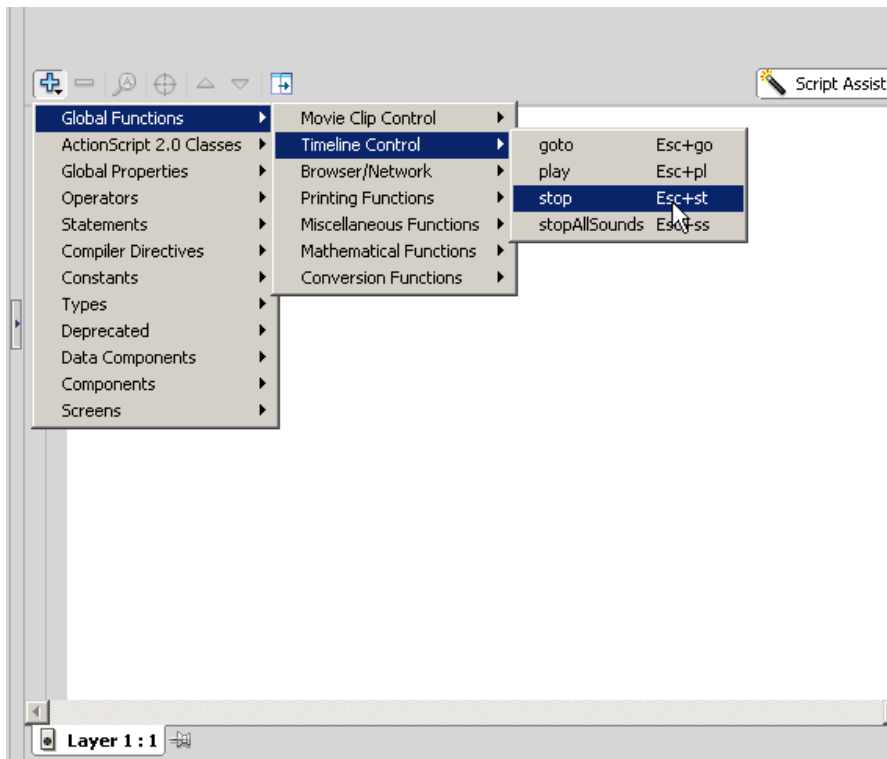 Script Assist
Global Functions
ActionScript 2.0 Classes
Global Properties
Operators
Statements
Compiler Directives
Constants
Types
Deprecated
Data Components
Components
Screens
Movie Clip Control
Timeline Control
Browser/Network
Printing Functions
Miscellaneous Functions
Mathematical Functions
Conversion Functions
goto Esc+go
play Esc+pl
stop Esc+st
stopAllSounds Esc+ss
Layer 1 : 1